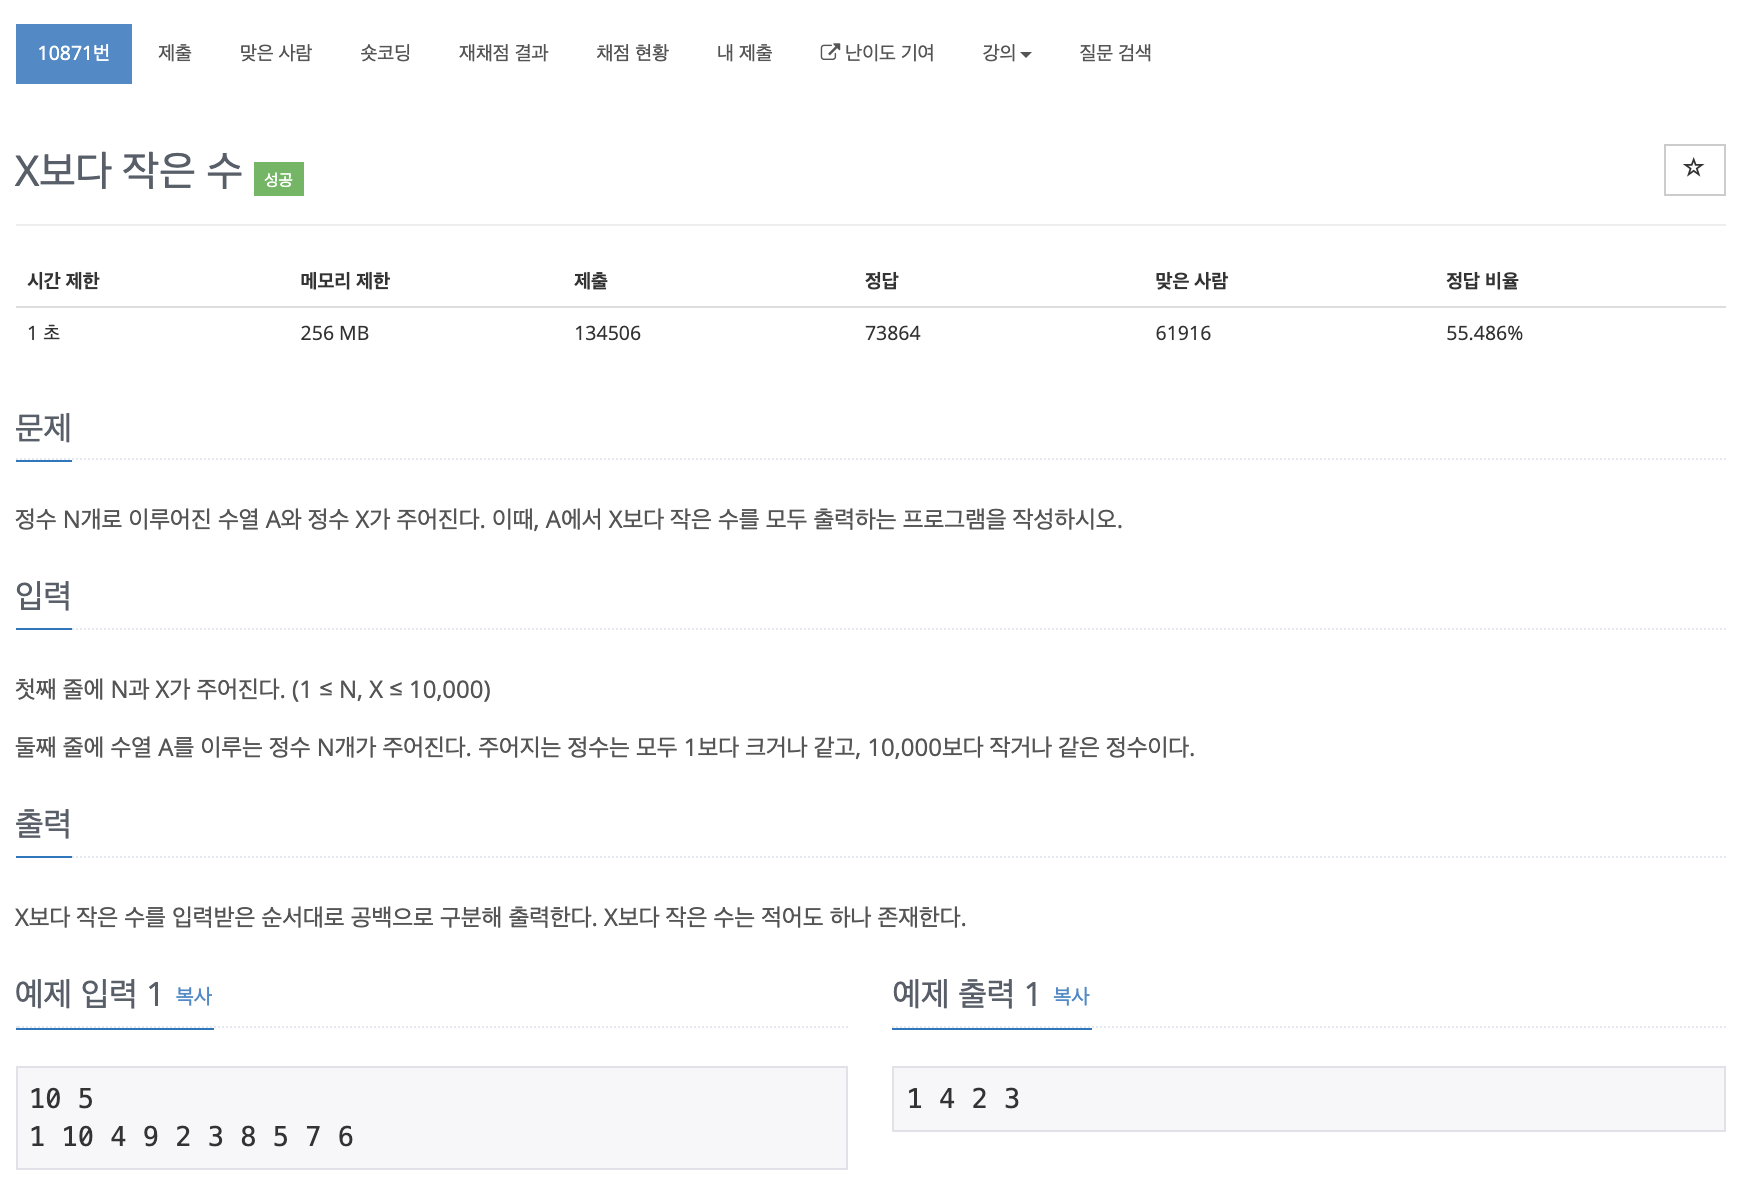 10871번 제출 맞은 사람 숏코딩 재채점 결과 채점 현황 내 제출 난이도 기여 강의 질문 검색
X보다 작은 수 성공
시간 제한 메모리 제한 제출 정답 맞은 사람 정답 비율
1 초 256 MB 134506 73864 61916 55.486%
문제
정수 N개로 이루어진 수열 A와 정수 X가 주어진다. 이때, A에서 X보다 작은 수를 모두 출력하는 프로그램을 작성하시오.
입력
첫째 줄에 N과 X가 주어진다. (1 ≤ N, X ≤ 10,000)
둘째 줄에 수열 A를 이루는 정수 N개가 주어진다. 주어지는 정수는 모두 1보다 크거나 같고, 10,000보다 작거나 같은 정수이다.
출력
X보다 작은 수를 입력받은 순서대로 공백으로 구분해 출력한다. X보다 작은 수는 적어도 하나 존재한다.
예제 입력 1 복사
10 5
1 10 4 9 2 3 8 5 7 6
예제 출력 1 복사
1 4 2 3